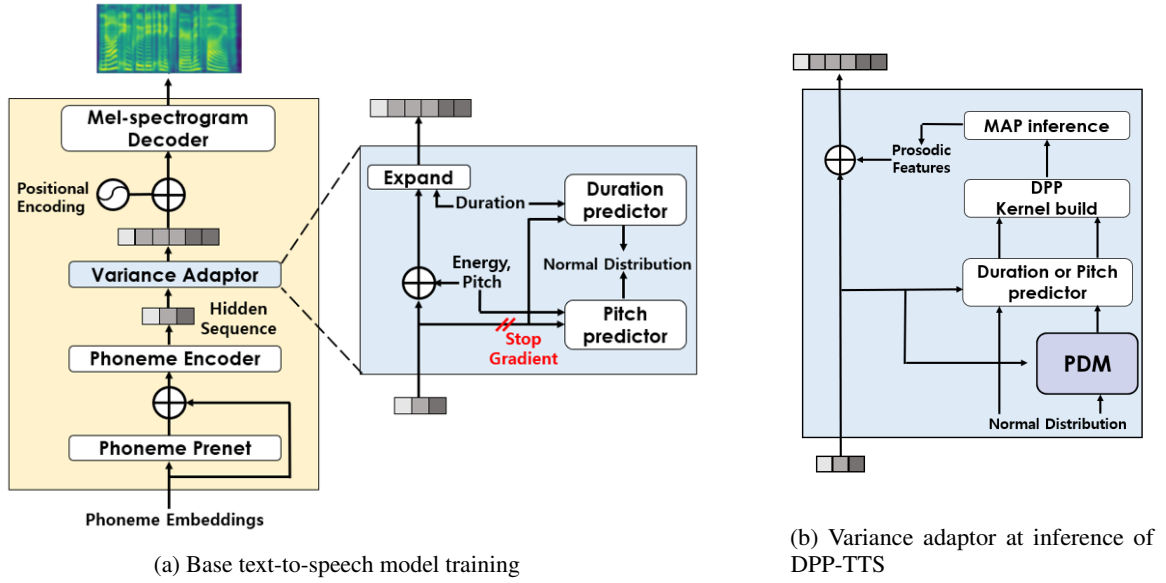 Mel-spectrogram
Decoder
Positional
Encoding
Variance Adaptor
Hidden
Sequence
Phoneme Encoder
Phoneme Prenet
Phoneme Embeddings
Expand
Duration
Duration
predictor
Energy,
Pitch
Normal Distribution
Pitch
predictor
Stop
Gradient
(a) Base text-to-speech model training
MAP inference
Prosodic
Features
DPP
Kernel build
Duration or Pitch
predictor
PDM
Normal Distribution
(b) Variance adaptor at inference of
DPP-TTS